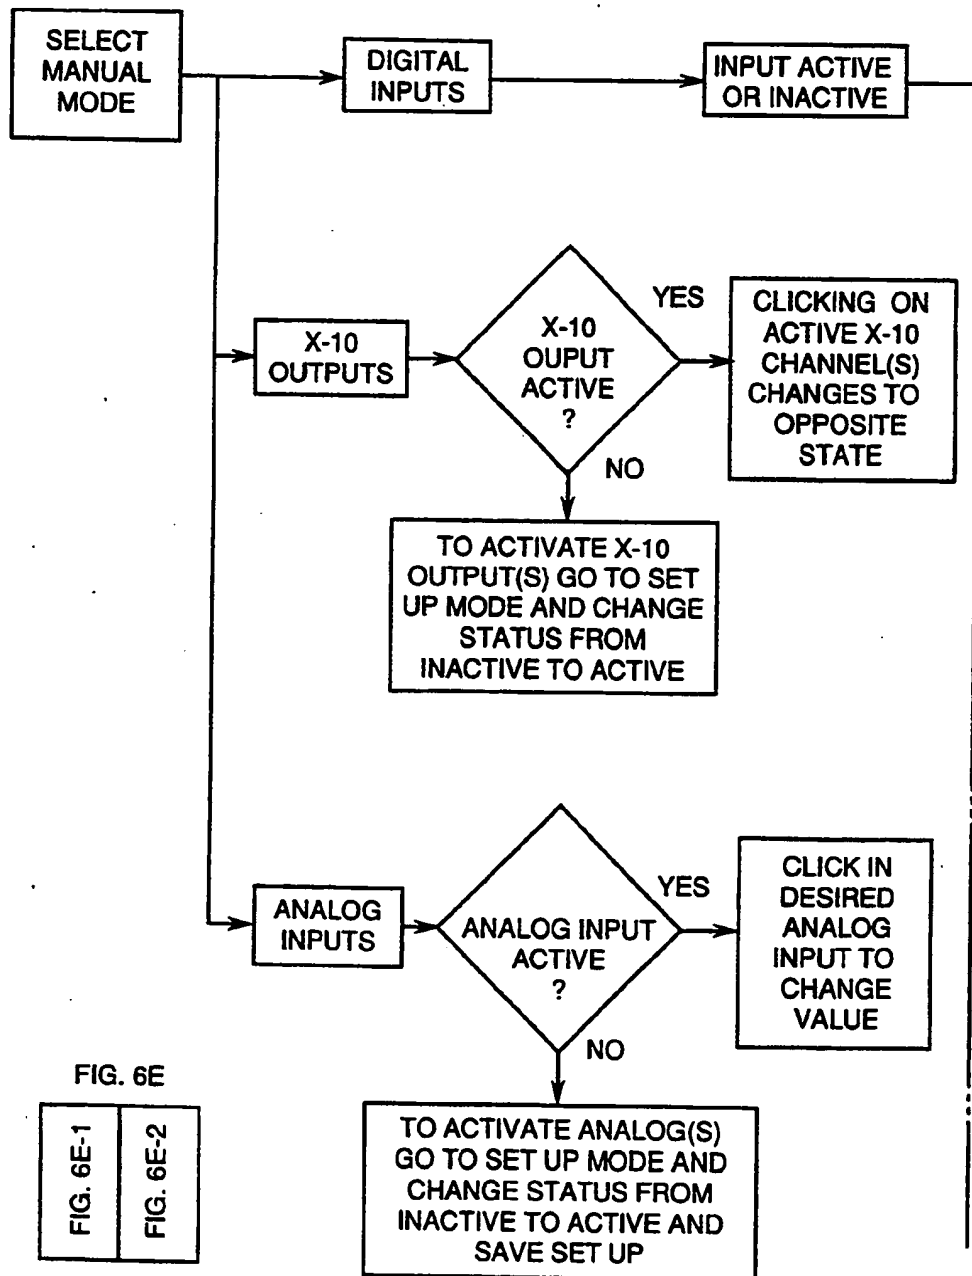 SELECT
MANUAL
MODE
DIGITAL
INPUTS
INPUT ACTIVE
OR INACTIVE
X-10
OUTPUTS
X-10
OUPUT
ACTIVE
?
YES
CLICKING ON
ACTIVE X-10
CHANNEL(S)
CHANGES TO
OPPOSITE
STATE
NO
TO ACTIVATE X-10
OUTPUT(S) GO TO SET
UP MODE AND CHANGE
STATUS FROM
INACTIVE TO ACTIVE
ANALOG
INPUTS
ANALOG INPUT
ACTIVE
?
YES
CLICK IN
DESIRED
ANALOG
INPUT TO
CHANGE
VALUE
NO
TO ACTIVATE ANALOG(S)
GO TO SET UP MODE AND
CHANGE STATUS FROM
INACTIVE TO ACTIVE AND
SAVE SET UP
FIG. 6E
FIG. 6E-1
FIG. 6E-2